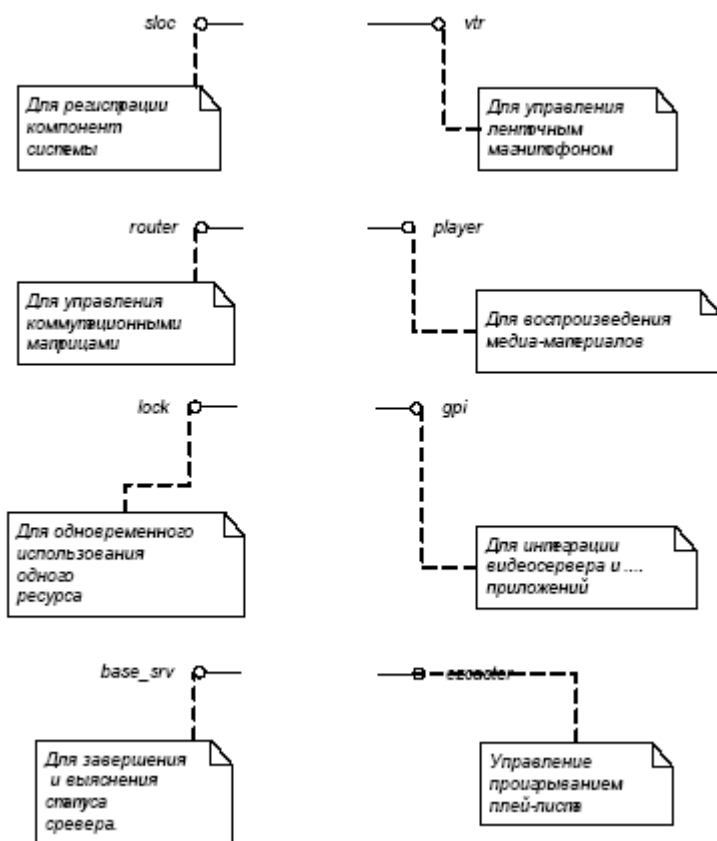 sloc
vtr
Для регистрации
компонент
системы
Для управления
ленточным
магнитофоном
router
player
Для управления
коммутационными
матрицами
Для воспроизведения
медиа-материалов
lock
gpi
Для одновременного
использования
одного
ресурса
Для интеграции
видеосервера и ....
приложений
base_srv
Для завершения
и выяснения
статуса
сревера.
Управление
проигрыванием
плей-листа